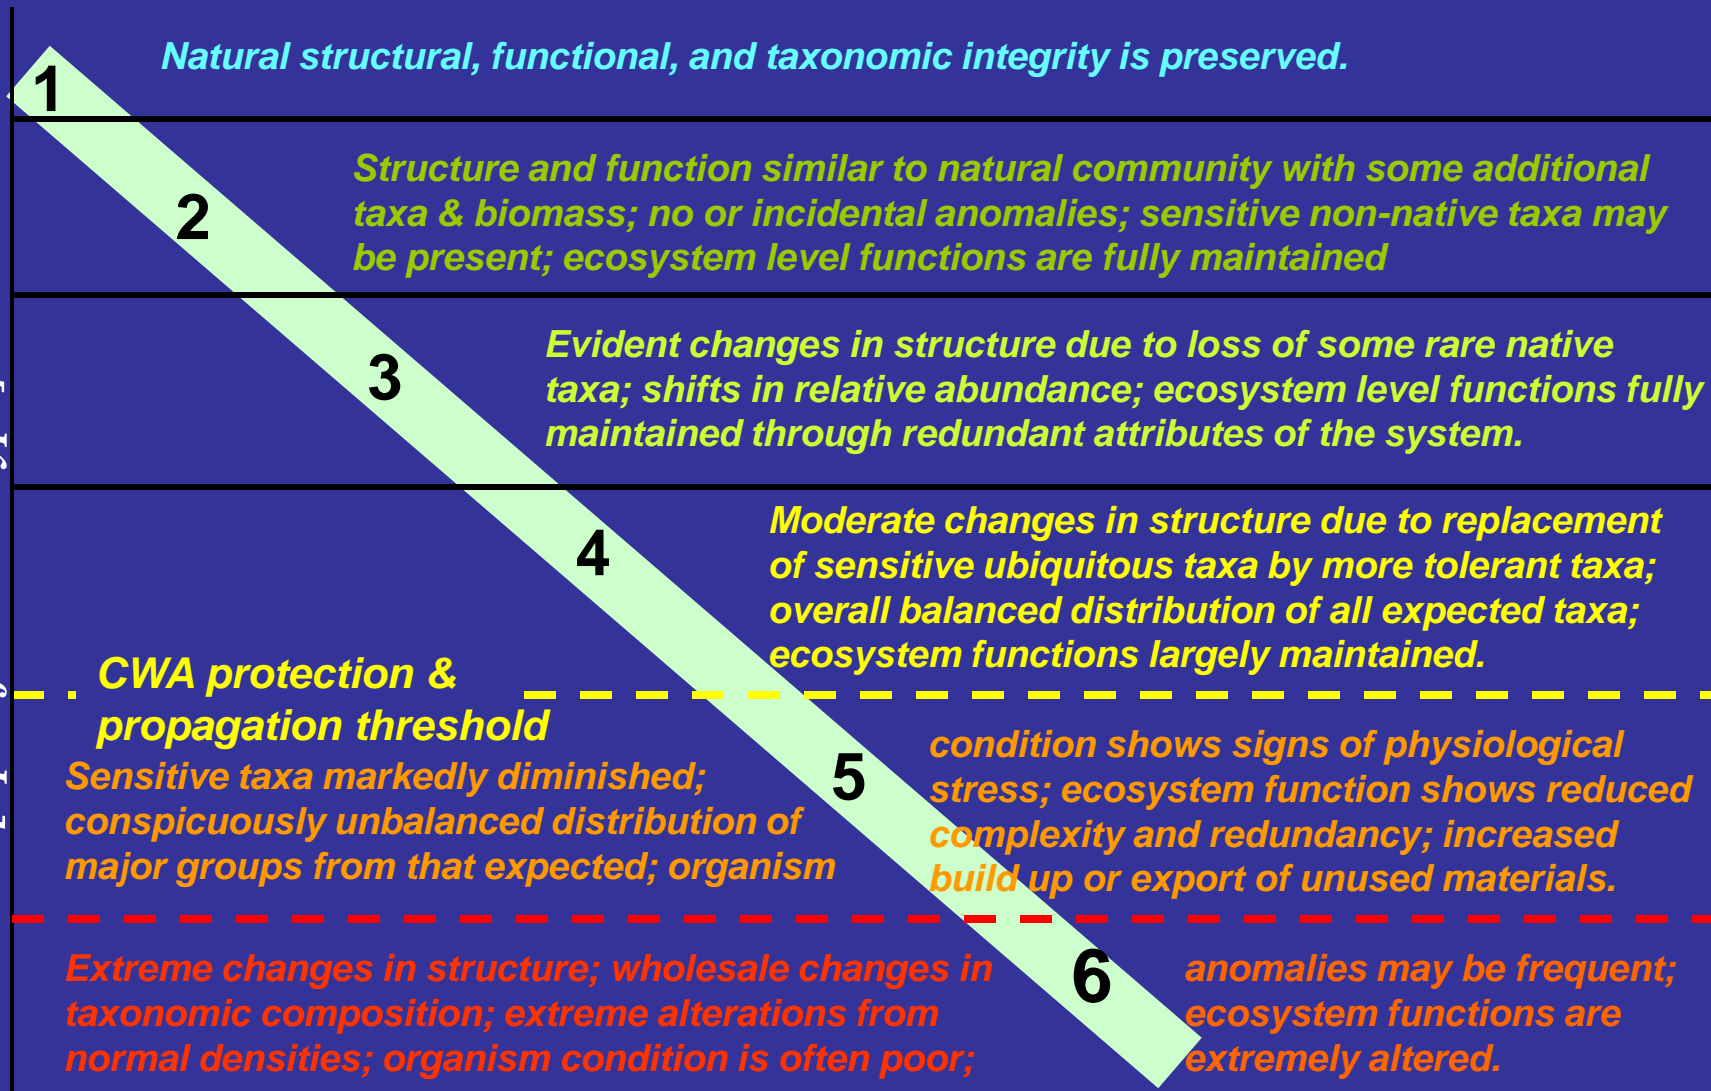 1
Natural structural, functional, and taxonomic integrity is preserved.
2
Structure and function similar to natural community with some additional
taxa & biomass; no or incidental anomalies; sensitive non-native taxa may
be present; ecosystem level functions are fully maintained
3
Evident changes in structure due to loss of some rare native
taxa; shifts in relative abundance; ecosystem level functions fully
maintained through redundant attributes of the system.
4
Moderate changes in structure due to replacement
of sensitive ubiquitous taxa by more tolerant taxa;
overall balanced distribution of all expected taxa;
ecosystem functions largely maintained.
CWA protection &
propagation threshold
5
Sensitive taxa markedly diminished;
conspicuously unbalanced distribution of
major groups from that expected; organism
condition shows signs of physiological
stress; ecosystem function shows reduced
complexity and redundancy; increased
build up or export of unused materials.
6
Extreme changes in structure; wholesale changes in
taxonomic composition; extreme alterations from
normal densities; organism condition is often poor;
anomalies may be frequent;
ecosystem functions are
extremely altered.